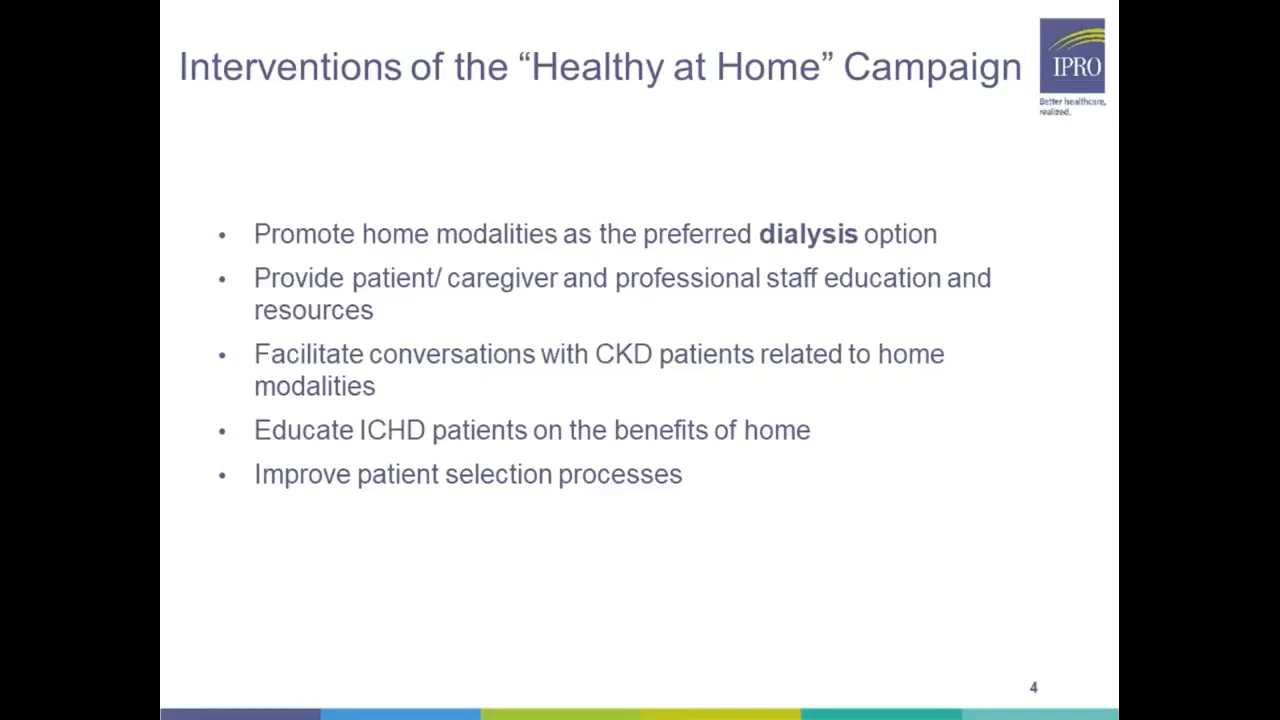 Interventions of the “Healthy at Home” Campaign
IPRO
Better healthcare,
realized.
• Promote home modalities as the preferred dialysis option
• Provide patient/ caregiver and professional staff education and
resources
• Facilitate conversations with CKD patients related to home
modalities
• Educate ICHD patients on the benefits of home
• Improve patient selection processes
4